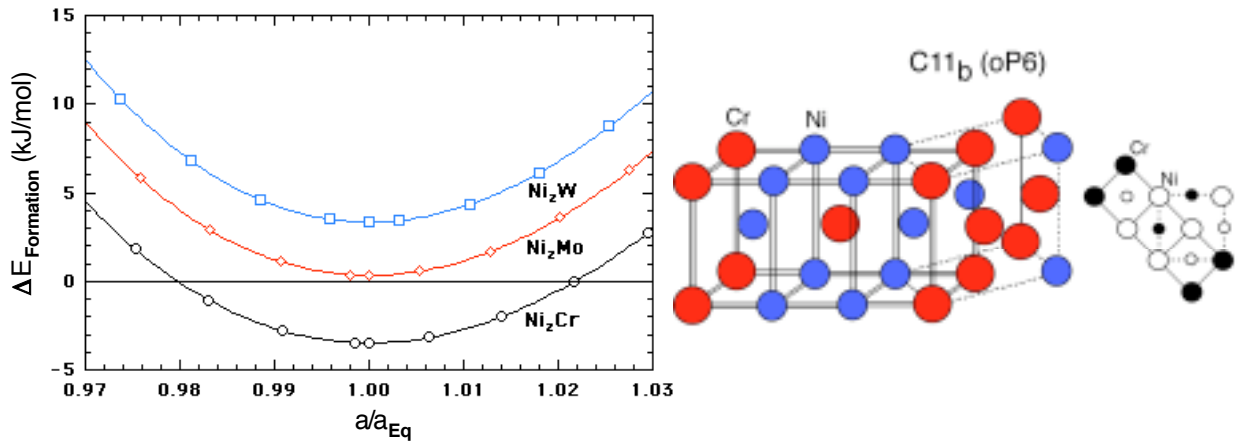 15
10
5
0
-5
ΔE_Formation (kJ/mol)
Ni₂W
Ni₂Mo
Ni₂Cr
0.97
0.98
0.99
1.00
1.01
1.02
1.03
a/a_Eq
C11_b (oP6)
Cr
Ni
Cr
Ni